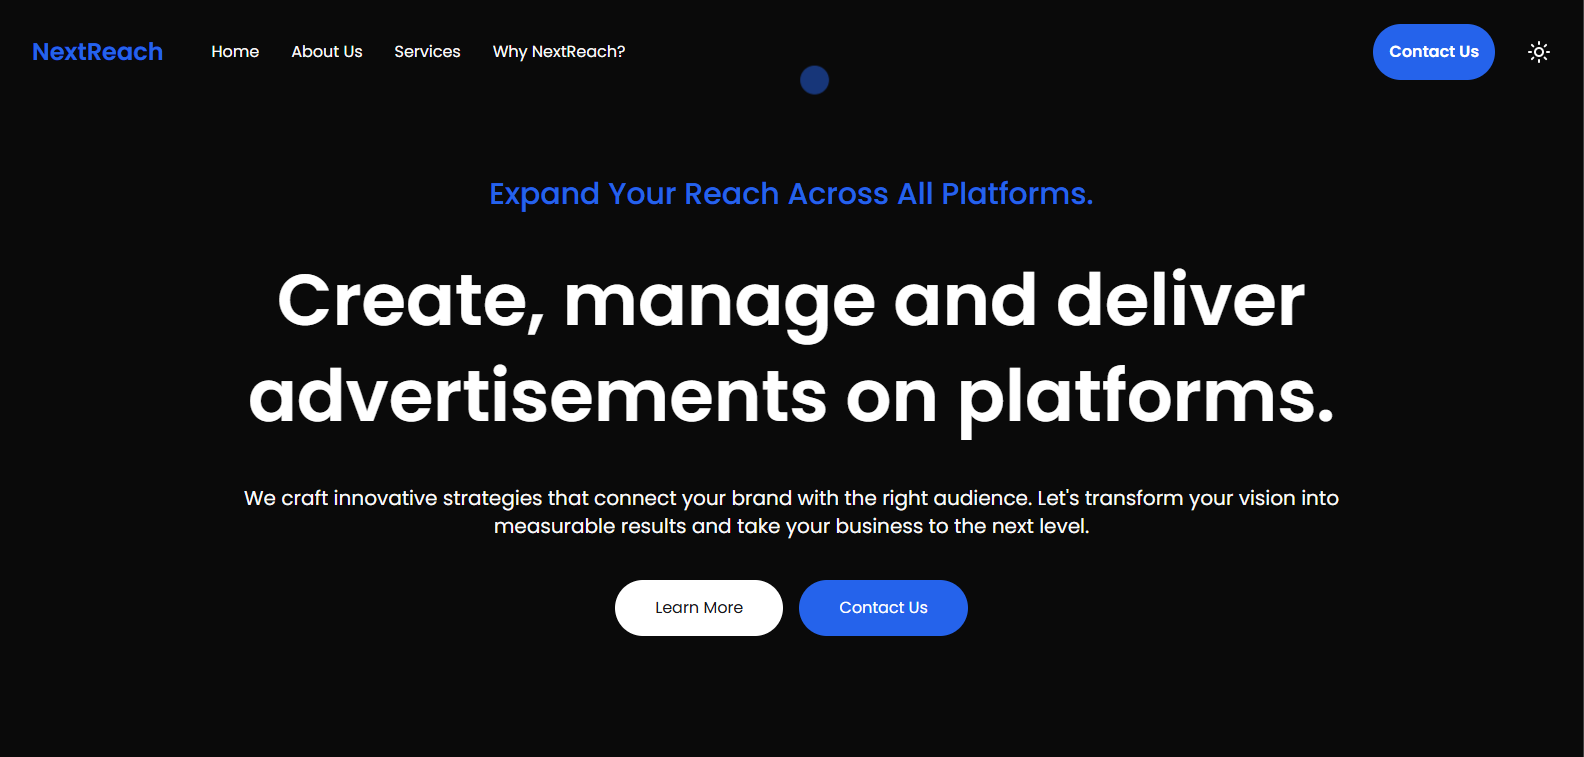 NextReach Home About Us Services Why NextReach? Contact Us
Expand Your Reach Across All Platforms.
Create, manage and deliver
advertisements on platforms.
We craft innovative strategies that connect your brand with the right audience. Let's transform your vision into
measurable results and take your business to the next level.
Learn More Contact Us